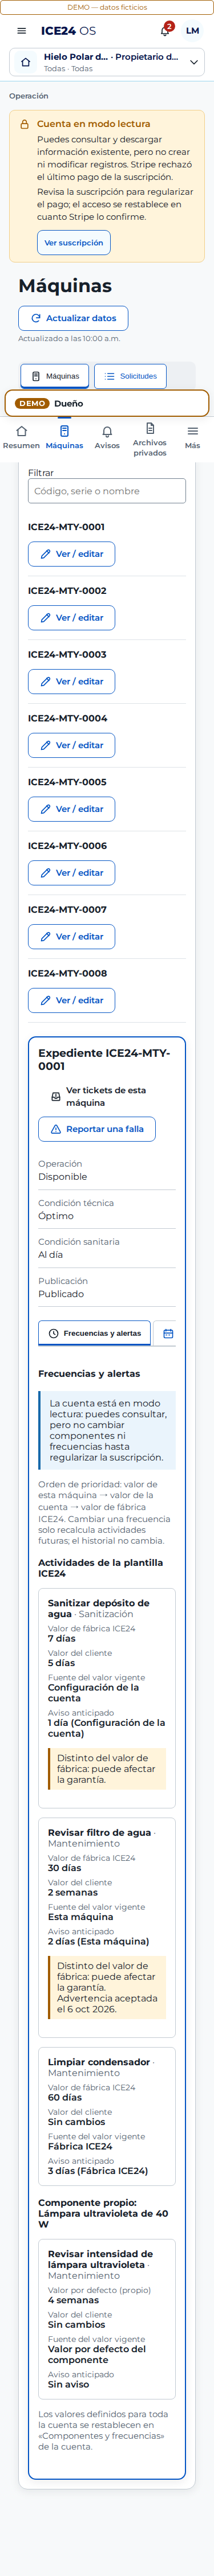 DEMO — datos ficticios
ICE24 OS
2
LM
Hielo Polar d... · Propietario d...
Todas · Todas
Operación
Cuenta en modo lectura
Puedes consultar y descargar
información existente, pero no crear
ni modificar registros. Stripe rechazó
el último pago de la suscripción.
Revisa la suscripción para regularizar
el pago; el acceso se restablece en
cuanto Stripe lo confirme.
Ver suscripción
Máquinas
Actualizar datos
Actualizado a las 10:00 a.m.
Máquinas
Solicitudes
DEMO Dueño
Resumen
Máquinas
Avisos
Archivos
privados
Más
Filtrar
Código, serie o nombre
ICE24-MTY-0001
Ver / editar
ICE24-MTY-0002
Ver / editar
ICE24-MTY-0003
Ver / editar
ICE24-MTY-0004
Ver / editar
ICE24-MTY-0005
Ver / editar
ICE24-MTY-0006
Ver / editar
ICE24-MTY-0007
Ver / editar
ICE24-MTY-0008
Ver / editar
Expediente ICE24-MTY-
0001
Ver tickets de esta
máquina
Reportar una falla
Operación
Disponible
Condición técnica
Óptimo
Condición sanitaria
Al día
Publicación
Publicado
Frecuencias y alertas
Frecuencias y alertas
La cuenta está en modo
lectura: puedes consultar,
pero no cambiar
componentes ni
frecuencias hasta
regularizar la suscripción.
Orden de prioridad: valor de
esta máquina → valor de la
cuenta → valor de fábrica
ICE24. Cambiar una frecuencia
solo recalcula actividades
futuras; el historial no cambia.
Actividades de la plantilla
ICE24
Sanitizar depósito de
agua · Sanitización
Valor de fábrica ICE24
7 días
Valor del cliente
5 días
Fuente del valor vigente
Configuración de la
cuenta
Aviso anticipado
1 día (Configuración de la
cuenta)
Distinto del valor de
fábrica: puede afectar
la garantía.
Revisar filtro de agua ·
Mantenimiento
Valor de fábrica ICE24
30 días
Valor del cliente
2 semanas
Fuente del valor vigente
Esta máquina
Aviso anticipado
2 días (Esta máquina)
Distinto del valor de
fábrica: puede afectar
la garantía.
Advertencia aceptada
el 6 oct 2026.
Limpiar condensador ·
Mantenimiento
Valor de fábrica ICE24
60 días
Valor del cliente
Sin cambios
Fuente del valor vigente
Fábrica ICE24
Aviso anticipado
3 días (Fábrica ICE24)
Componente propio:
Lámpara ultravioleta de 40
W
Revisar intensidad de
lámpara ultravioleta ·
Mantenimiento
Valor por defecto (propio)
4 semanas
Valor del cliente
Sin cambios
Fuente del valor vigente
Valor por defecto del
componente
Aviso anticipado
Sin aviso
Los valores definidos para toda
la cuenta se restablecen en
«Componentes y frecuencias»
de la cuenta.